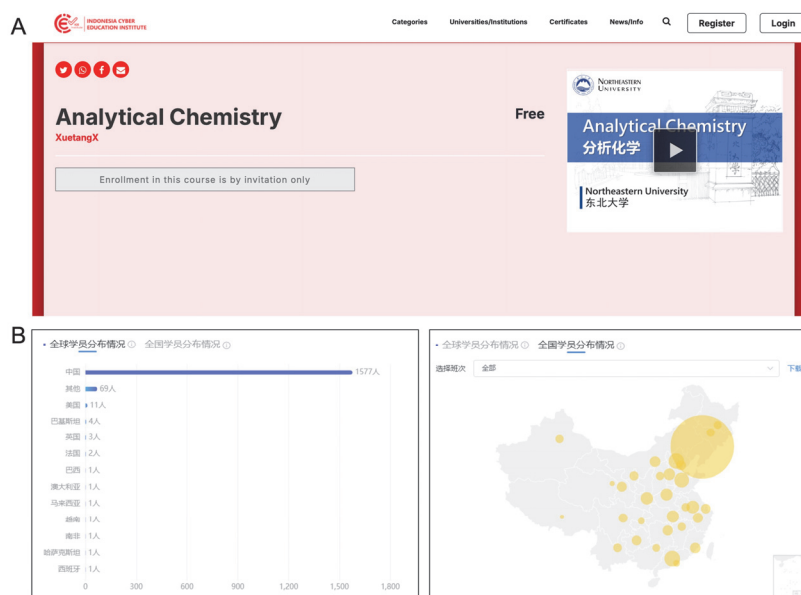 A
INDONESIA CYBER
EDUCATION INSTITUTE
Categories
Universities/Institutions
Certificates
News/Info
Register
Login
Analytical Chemistry
XuetangX
Free
Enrollment in this course is by invitation only
NORTHEASTERN
UNIVERSITY
Analytical Chemistry
分析化学
Northeastern University
东北大学
B
全球学员分布情况
全国学员分布情况
中国 1577人
其他 69人
美国 11人
巴基斯坦 4人
英国 3人
法国 2人
巴西 1人
澳大利亚 1人
马来西亚 1人
越南 1人
南非 1人
哈萨克斯坦 1人
西班牙 1人
0 300 600 900 1,200 1,500 1,800
全球学员分布情况
全国学员分布情况
选择班次 全部
下载